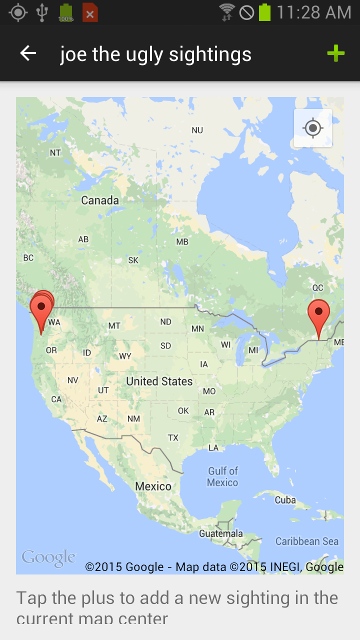 11:28 AM
joe the ugly sightings
NU
NT
Canada
AB
MB
BC
SK
QC
WA
MT
ND
MN
OR
ID
SD
WI
MI
ME
WY
IA
NV
UT
United States
CA
MO
AZ
NM
OK
AR
TX
LA
Gulf of
Mexico
Mexico
Cuba
Guatemala
Caribbean Sea
Google
©2015 Google - Map data ©2015 INEGI, Google
Tap the plus to add a new sighting in the
current map center